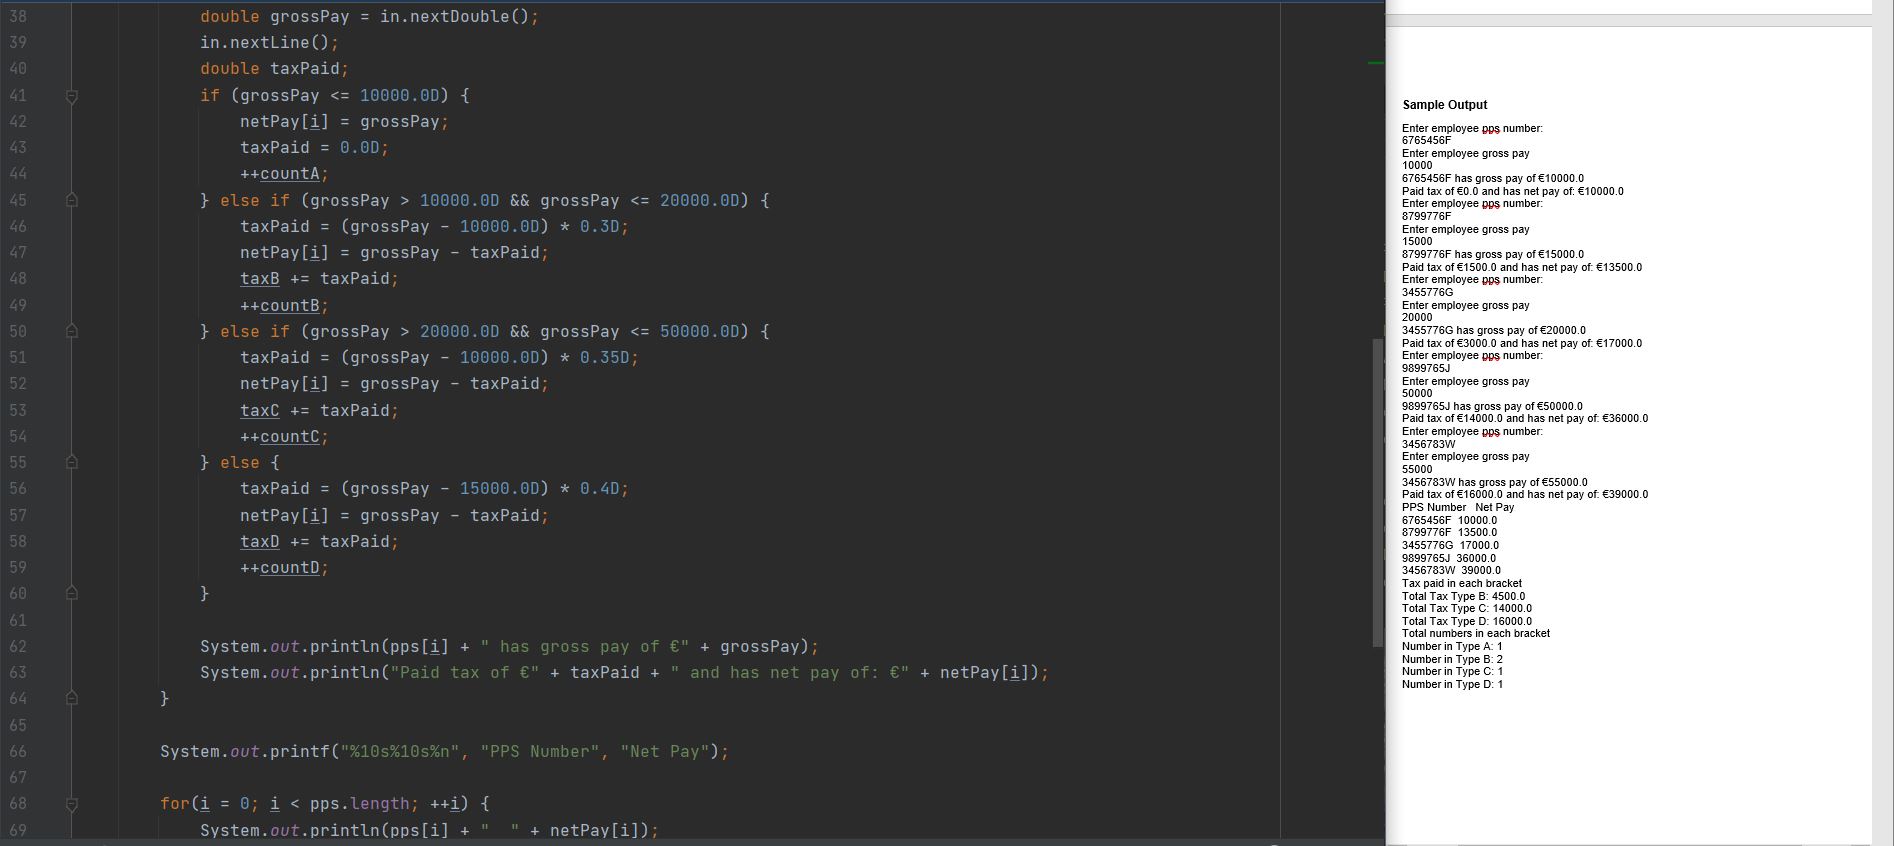 38 double grossPay = in.nextDouble();
39 in.nextLine();
40 double taxPaid;
41 if (grossPay <= 10000.0D) {
42 netPay[i] = grossPay;
43 taxPaid = 0.0D;
44 ++countA;
45 } else if (grossPay > 10000.0D && grossPay <= 20000.0D) {
46 taxPaid = (grossPay - 10000.0D) * 0.3D;
47 netPay[i] = grossPay - taxPaid;
48 taxB += taxPaid;
49 ++countB;
50 } else if (grossPay > 20000.0D && grossPay <= 50000.0D) {
51 taxPaid = (grossPay - 10000.0D) * 0.35D;
52 netPay[i] = grossPay - taxPaid;
53 taxC += taxPaid;
54 ++countC;
55 } else {
56 taxPaid = (grossPay - 15000.0D) * 0.4D;
57 netPay[i] = grossPay - taxPaid;
58 taxD += taxPaid;
59 ++countD;
60 }
61
62 System.out.println(pps[i] + " has gross pay of €" + grossPay);
63 System.out.println("Paid tax of €" + taxPaid + " and has net pay of: €" + netPay[i]);
64 }
65
66 System.out.printf("%10s%10s%n", "PPS Number", "Net Pay");
67
68 for(i = 0; i < pps.length; ++i) {
69 System.out.println(pps[i] + "  " + netPay[i]);
Sample Output
Enter employee pps number:
6765456F
Enter employee gross pay
10000
6765456F has gross pay of €10000.0
Paid tax of €0.0 and has net pay of: €10000.0
Enter employee pps number:
8799776F
Enter employee gross pay
15000
8799776F has gross pay of €15000.0
Paid tax of €1500.0 and has net pay of: €13500.0
Enter employee pps number:
3455776G
Enter employee gross pay
20000
3455776G has gross pay of €20000.0
Paid tax of €3000.0 and has net pay of: €17000.0
Enter employee pps number:
9899765J
Enter employee gross pay
50000
9899765J has gross pay of €50000.0
Paid tax of €14000.0 and has net pay of: €36000.0
Enter employee pps number:
3456783W
Enter employee gross pay
55000
3456783W has gross pay of €55000.0
Paid tax of €16000.0 and has net pay of: €39000.0
PPS Number   Net Pay
6765456F  10000.0
8799776F  13500.0
3455776G  17000.0
9899765J  36000.0
3456783W  39000.0
Tax paid in each bracket
Total Tax Type B: 4500.0
Total Tax Type C: 14000.0
Total Tax Type D: 16000.0
Total numbers in each bracket
Number in Type A: 1
Number in Type B: 2
Number in Type C: 1
Number in Type D: 1